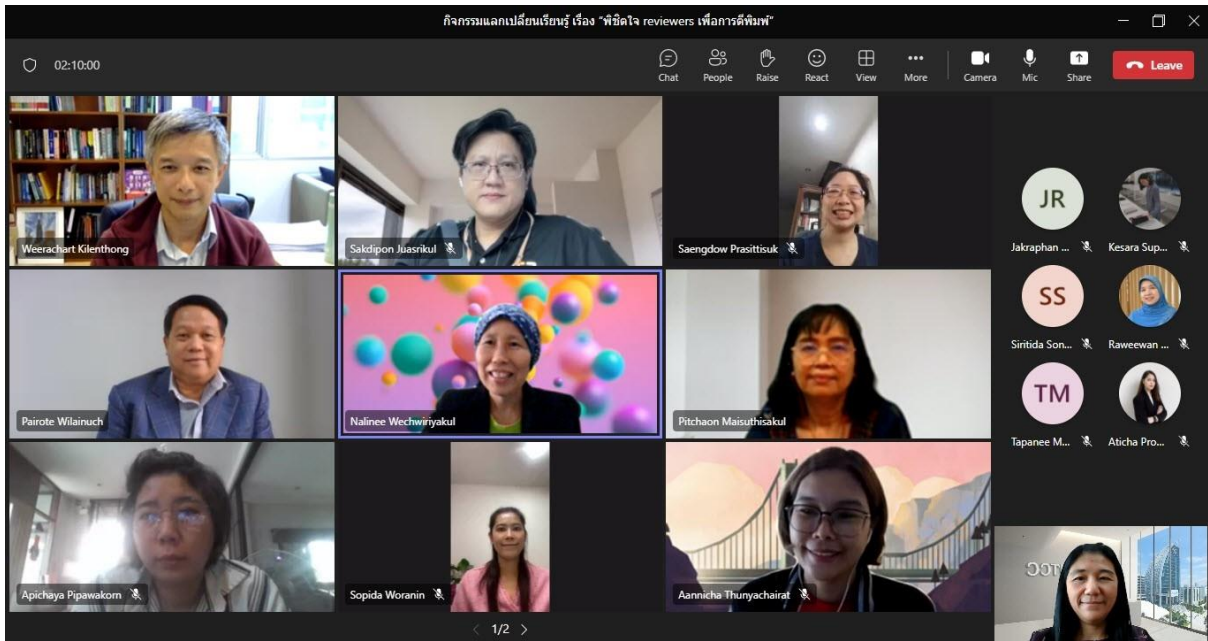 กิจกรรมแลกเปลี่ยนเรียนรู้ เรื่อง "พิชิตใจ reviewers เพื่อการตีพิมพ์"
02:10:00
Chat People Raise React View More Camera Mic Share Leave
Weerachart Kilenthong
Sakdipon Juasrikul
Saengdow Prasittisuk
JR
Jakraphan ... Kesara Sup...
Pairote Wilainuch
Nalinee Wechwiriyakul
Pitchaon Maisuthisakul
SS
Siritida Son... Raweewan ...
TM
Tapanee M... Aticha Pro...
Apichaya Pipawakorn
Sopida Woranin
Aannicha Thunyachairat
1/2